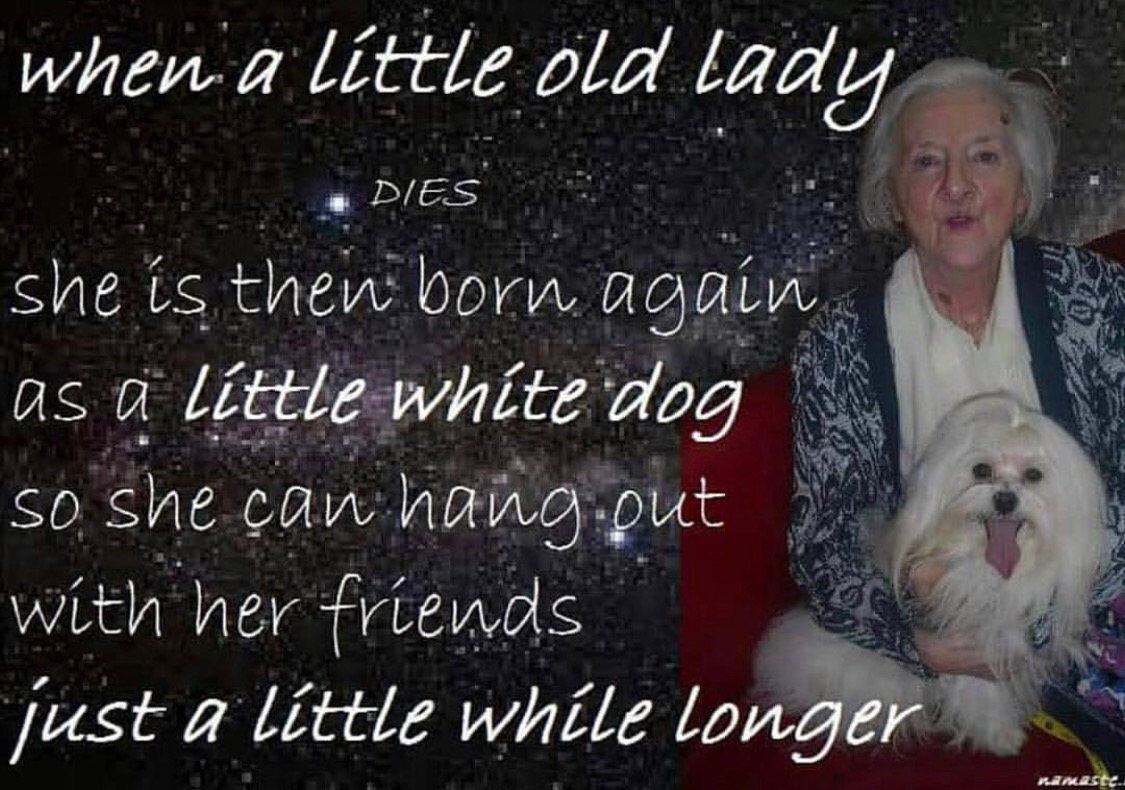 when a little old lady
DIES
she is then born again
as a little white dog
so she can hang out
with her friends
just a little while longer
namaste..